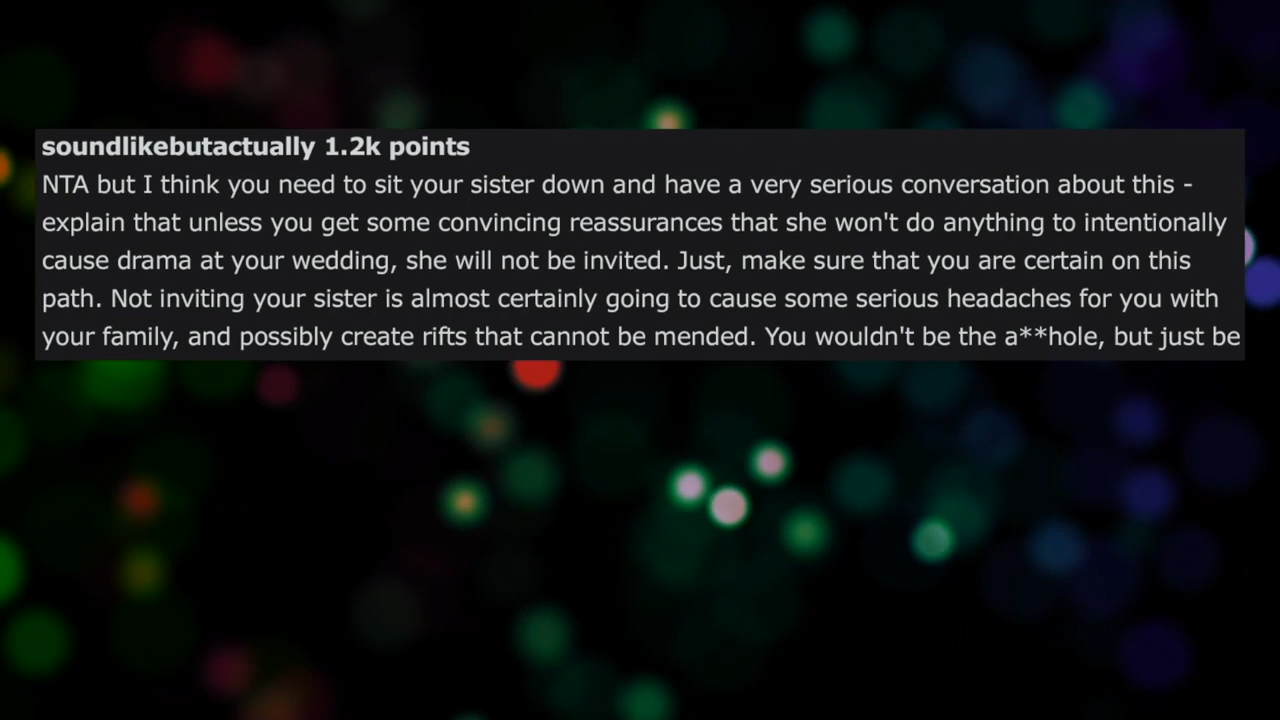 soundlikebutactually 1.2k points
NTA but I think you need to sit your sister down and have a very serious conversation about this -
explain that unless you get some convincing reassurances that she won't do anything to intentionally
cause drama at your wedding, she will not be invited. Just, make sure that you are certain on this
path. Not inviting your sister is almost certainly going to cause some serious headaches for you with
your family, and possibly create rifts that cannot be mended. You wouldn't be the a**hole, but just be